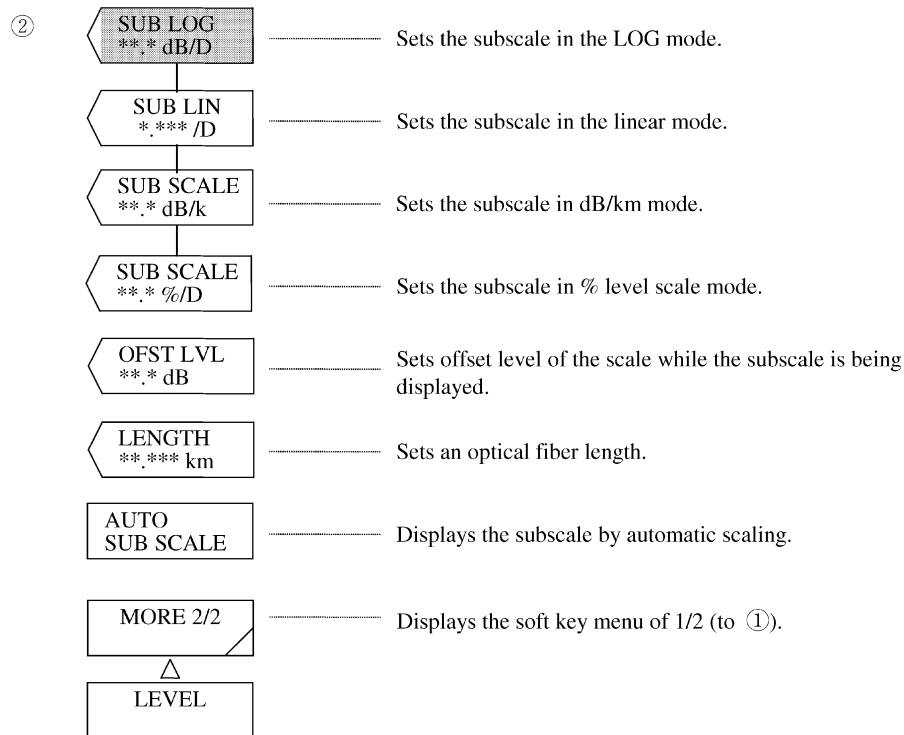 ②
SUB LOG
**.* dB/D
Sets the subscale in the LOG mode.
SUB LIN
*.*** /D
Sets the subscale in the linear mode.
SUB SCALE
**.* dB/k
Sets the subscale in dB/km mode.
SUB SCALE
**.* %/D
Sets the subscale in % level scale mode.
OFST LVL
**.* dB
Sets offset level of the scale while the subscale is being
displayed.
LENGTH
**.*** km
Sets an optical fiber length.
AUTO
SUB SCALE
Displays the subscale by automatic scaling.
MORE 2/2
Displays the soft key menu of 1/2 (to ①).
LEVEL